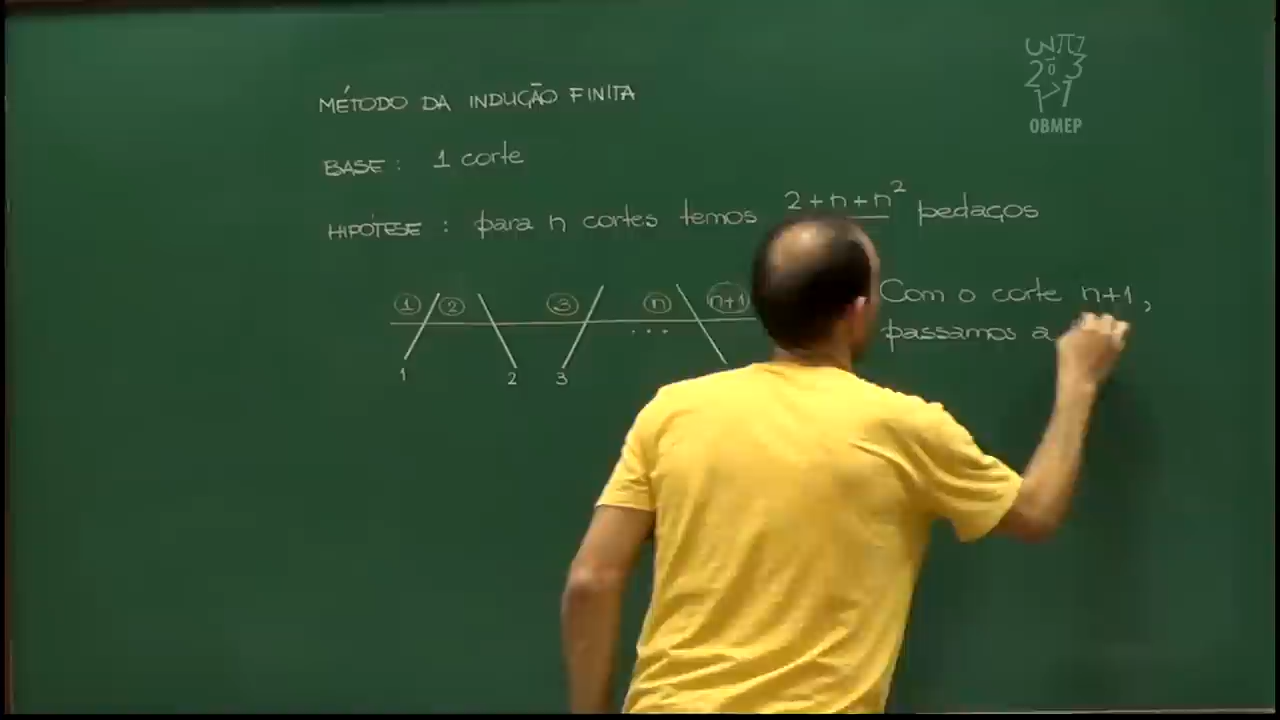 MÉTODO DA INDUÇÃO FINITA
BASE : 1 corte
HIPÓTESE : para n cortes temos 2 + n + n² pedaços
1 2 3 ... n n+1
1 2 3
Com o corte n+1,
passamos a
OBMEP